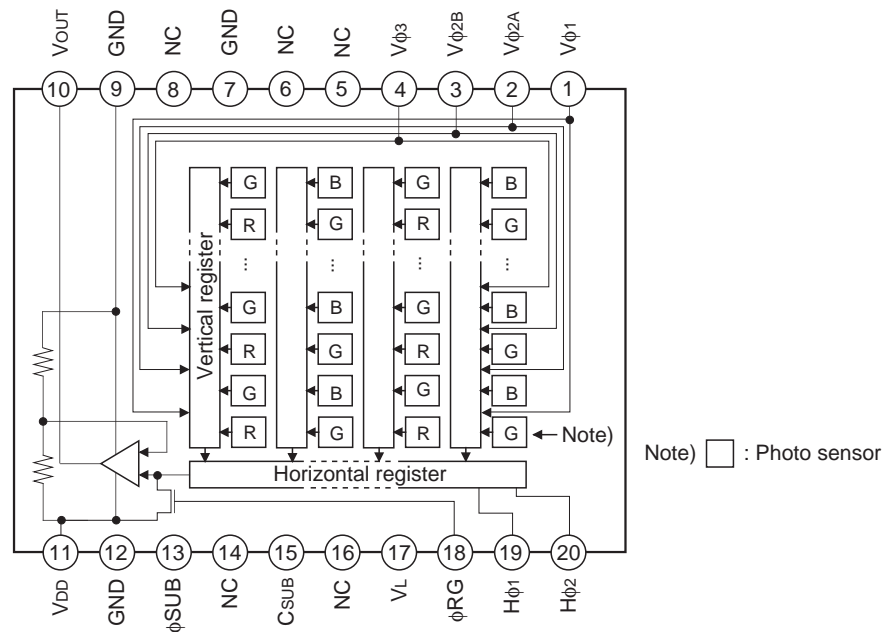 VOUT GND NC GND NC NC Vϕ3 Vϕ2B Vϕ2A Vϕ1
10 9 8 7 6 5 4 3 2 1
G B G B
R G R G
... ... ... ...
Vertical register
G B G B
R G R G
G B G B
R G R G
Note)
Note) : Photo sensor
Horizontal register
11 12 13 14 15 16 17 18 19 20
VDD GND ϕSUB NC CSUB NC VL ϕRG Hϕ1 Hϕ2